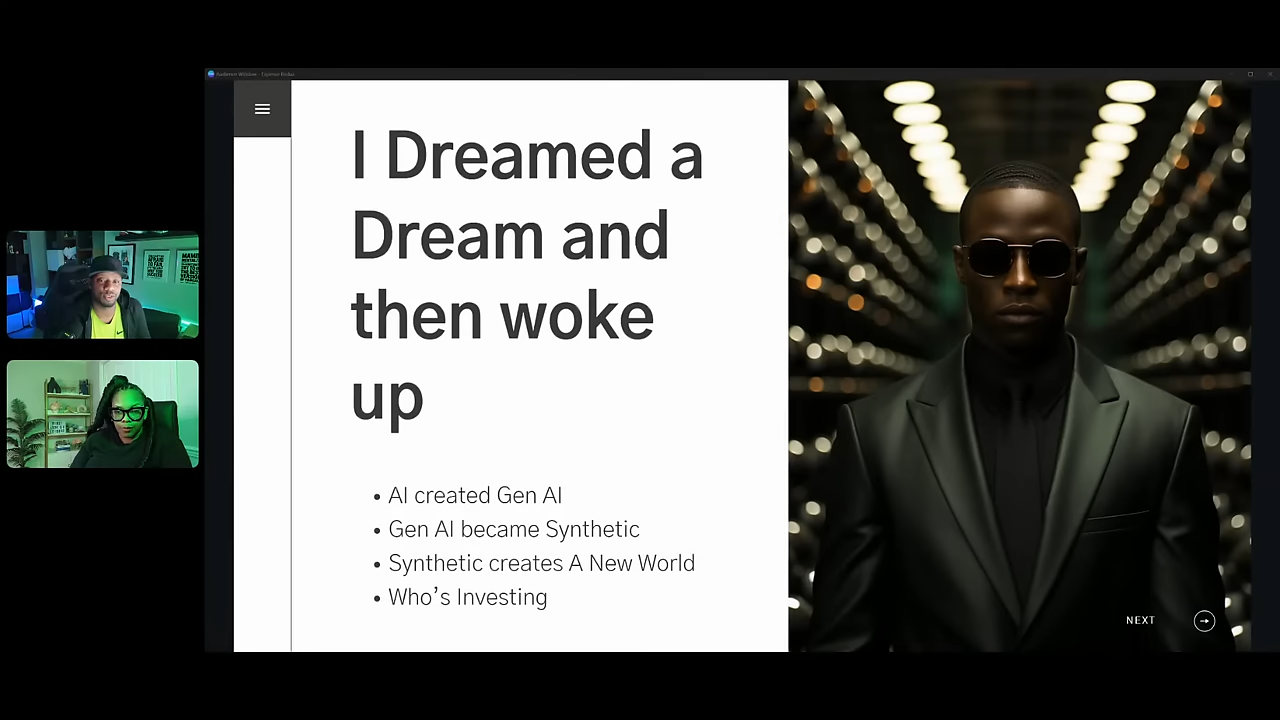 I Dreamed a
Dream and
then woke
up
• AI created Gen AI
• Gen AI became Synthetic
• Synthetic creates A New World
• Who's Investing
NEXT